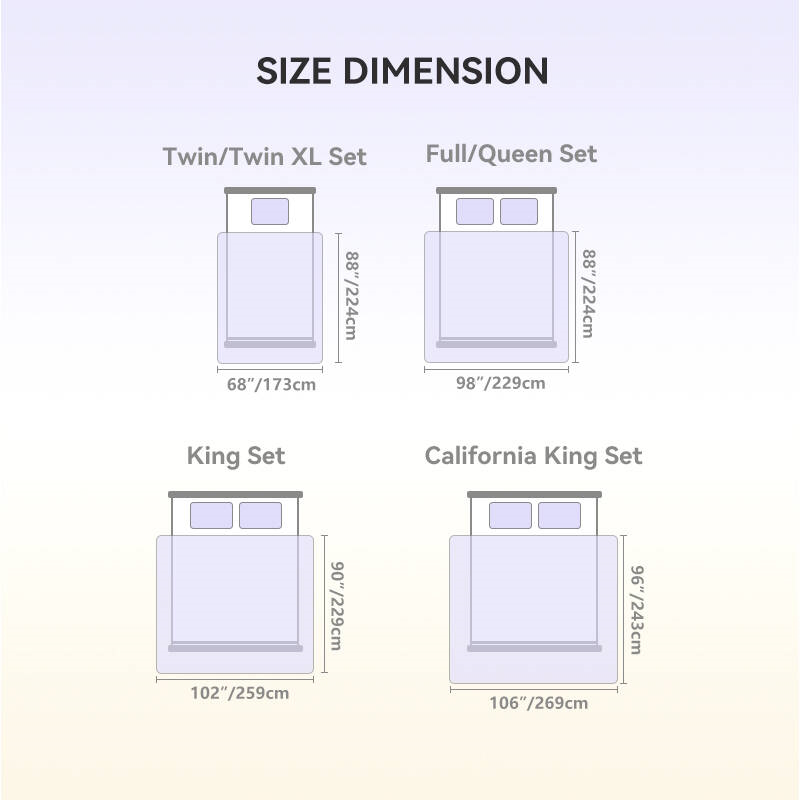 SIZE DIMENSION
Twin/Twin XL Set
Full/Queen Set
88”/224cm
88”/224cm
68”/173cm
98”/229cm
King Set
California King Set
90”/229cm
96”/243cm
102”/259cm
106”/269cm